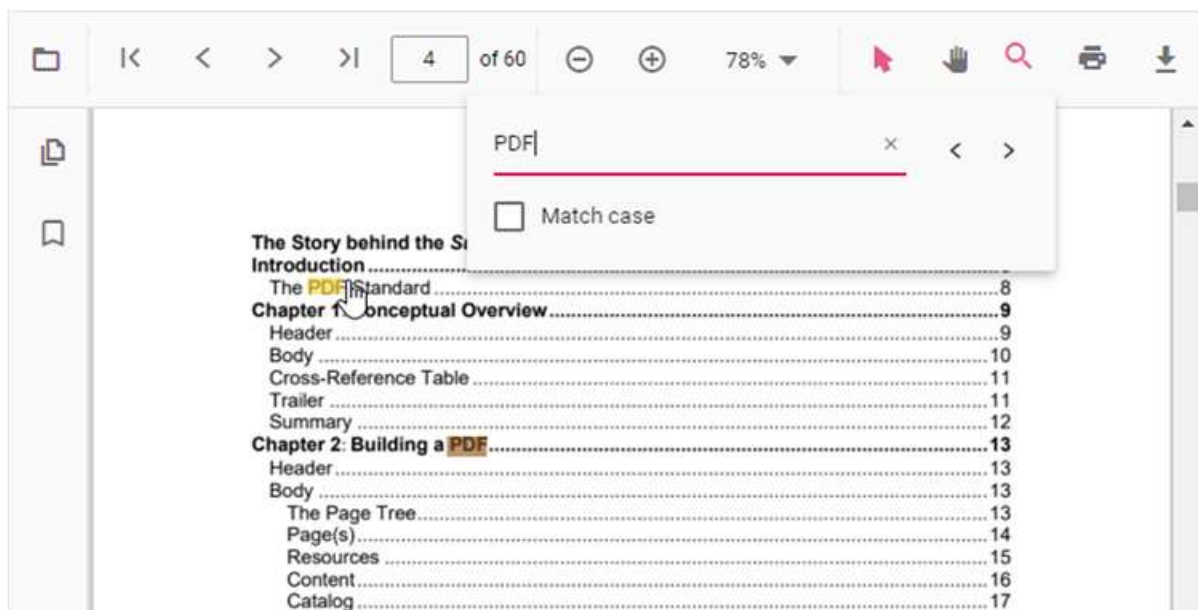 4 of 60 78%
PDF
Match case
The Story behind the
Introduction
The PDF Standard 8
Chapter 1: Conceptual Overview 9
Header 9
Body 10
Cross-Reference Table 11
Trailer 11
Summary 12
Chapter 2: Building a PDF 13
Header 13
Body 13
The Page Tree 13
Page(s) 14
Resources 15
Content 16
Catalog 17